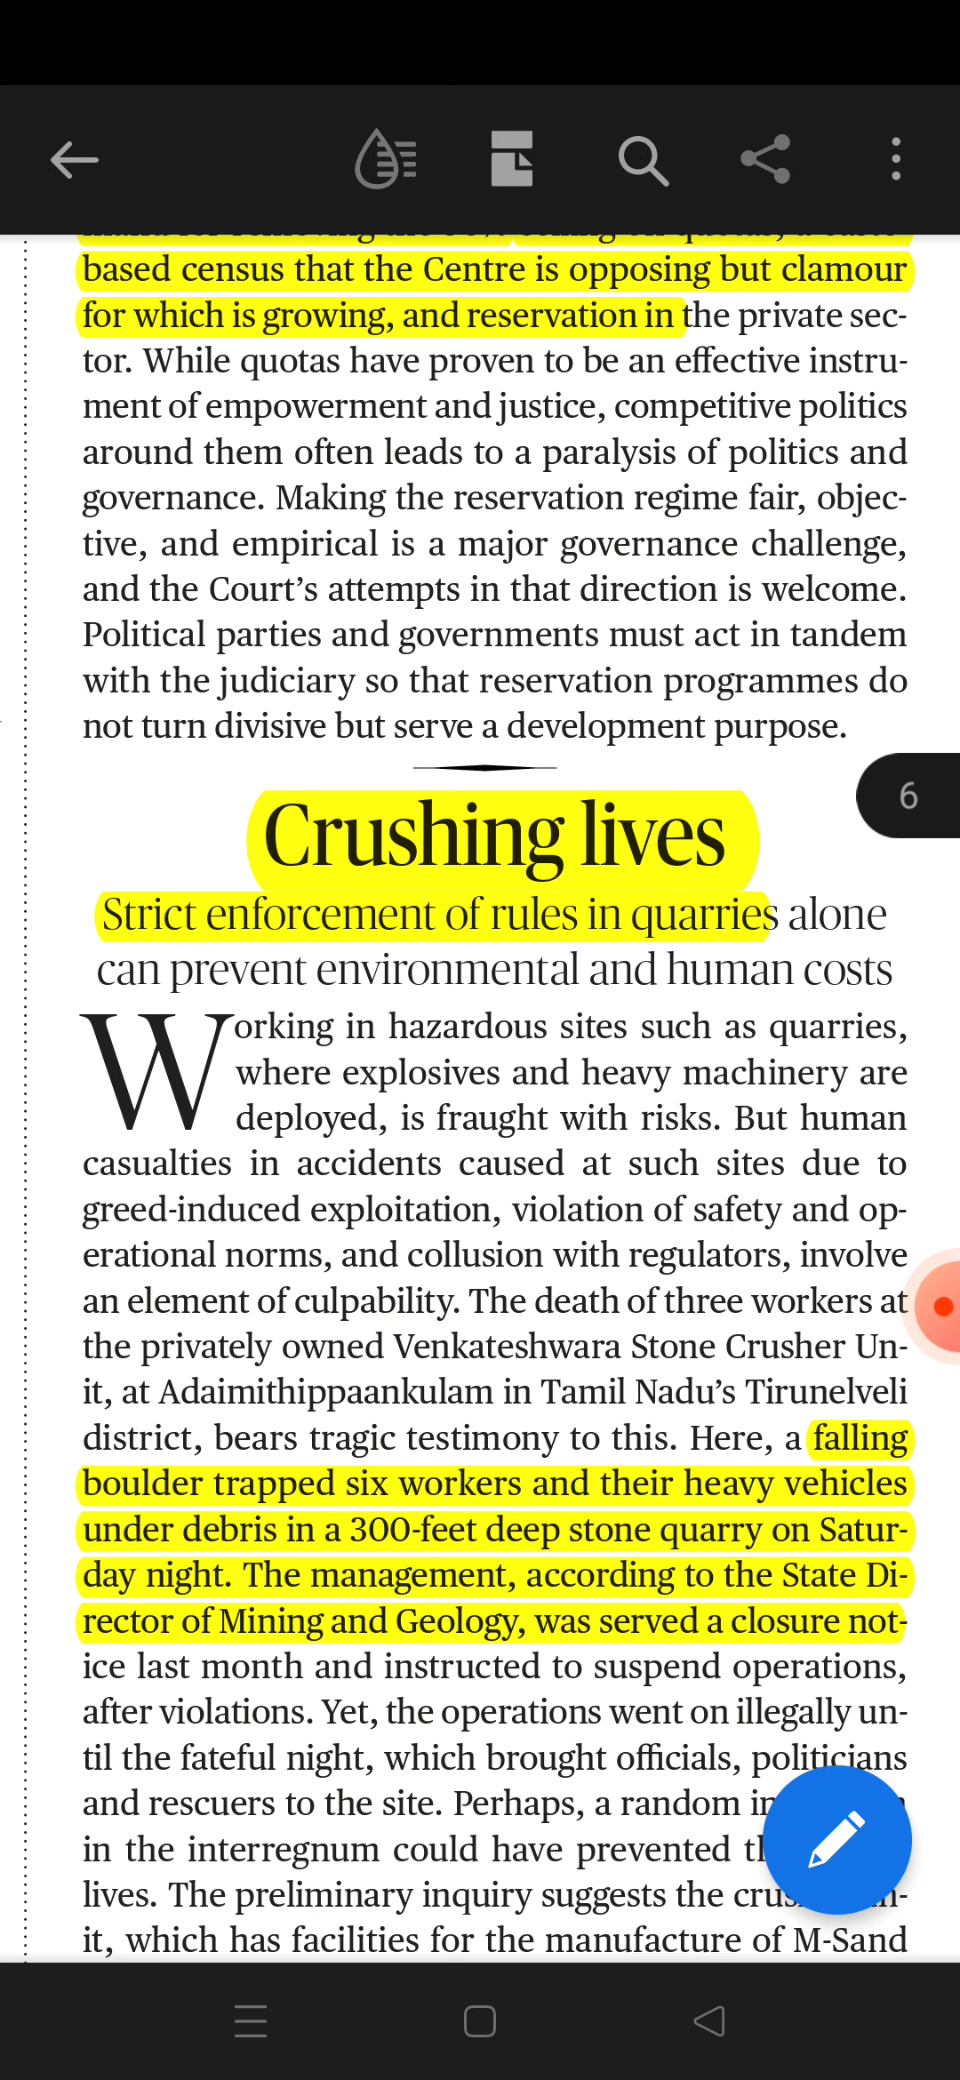 based census that the Centre is opposing but clamour
for which is growing, and reservation in the private sec-
tor. While quotas have proven to be an effective instru-
ment of empowerment and justice, competitive politics
around them often leads to a paralysis of politics and
governance. Making the reservation regime fair, objec-
tive, and empirical is a major governance challenge,
and the Court's attempts in that direction is welcome.
Political parties and governments must act in tandem
with the judiciary so that reservation programmes do
not turn divisive but serve a development purpose.
6
Crushing lives
Strict enforcement of rules in quarries alone
can prevent environmental and human costs
Working in hazardous sites such as quarries,
where explosives and heavy machinery are
deployed, is fraught with risks. But human
casualties in accidents caused at such sites due to
greed-induced exploitation, violation of safety and op-
erational norms, and collusion with regulators, involve
an element of culpability. The death of three workers at
the privately owned Venkateshwara Stone Crusher Un-
it, at Adaimithippaankulam in Tamil Nadu's Tirunelveli
district, bears tragic testimony to this. Here, a falling
boulder trapped six workers and their heavy vehicles
under debris in a 300-feet deep stone quarry on Satur-
day night. The management, according to the State Di-
rector of Mining and Geology, was served a closure not-
ice last month and instructed to suspend operations,
after violations. Yet, the operations went on illegally un-
til the fateful night, which brought officials, politicians
and rescuers to the site. Perhaps, a random
in the interregnum could have prevented
lives. The preliminary inquiry suggests the
it, which has facilities for the manufacture of M-Sand